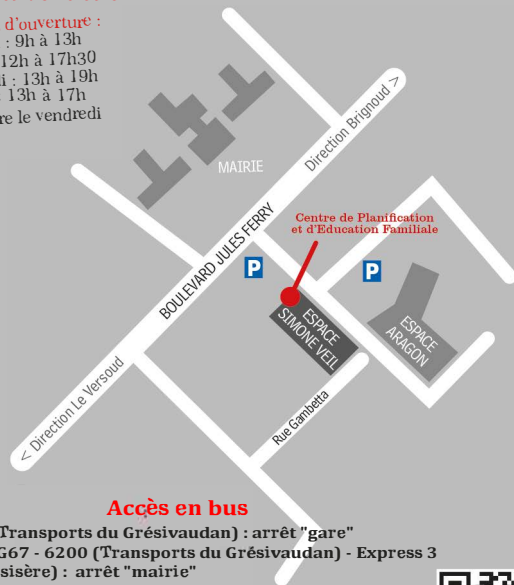 d'ouverture :
: 9h à 13h
12h à 17h30
di : 13h à 19h
13h à 17h
re le vendredi
MAIRIE
Direction Brignoud >
Centre de Planification
et d'Education Familiale
BOULEVARD JULES FERRY
P
P
ESPACE
SIMONE VEIL
ESPACE
ARAGON
< Direction Le Versoud
Rue Gambetta
Accès en bus
Transports du Grésivaudan) : arrêt "gare"
G67 - 6200 (Transports du Grésivaudan) - Express 3
sisère) : arrêt "mairie"